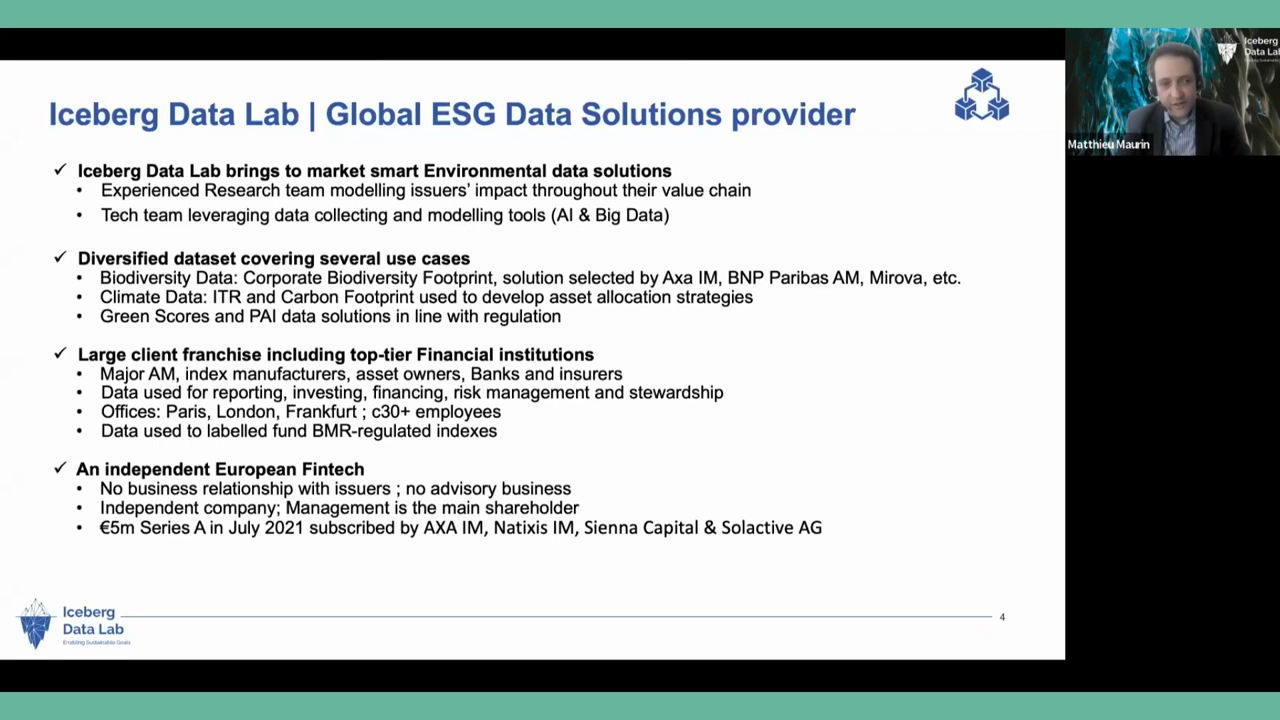 Iceberg Data Lab | Global ESG Data Solutions provider
✓ Iceberg Data Lab brings to market smart Environmental data solutions
• Experienced Research team modelling issuers' impact throughout their value chain
• Tech team leveraging data collecting and modelling tools (AI & Big Data)
✓ Diversified dataset covering several use cases
• Biodiversity Data: Corporate Biodiversity Footprint, solution selected by Axa IM, BNP Paribas AM, Mirova, etc.
• Climate Data: ITR and Carbon Footprint used to develop asset allocation strategies
• Green Scores and PAI data solutions in line with regulation
✓ Large client franchise including top-tier Financial institutions
• Major AM, index manufacturers, asset owners, Banks and insurers
• Data used for reporting, investing, financing, risk management and stewardship
• Offices: Paris, London, Frankfurt ; c30+ employees
• Data used to labelled fund BMR-regulated indexes
✓ An independent European Fintech
• No business relationship with issuers ; no advisory business
• Independent company; Management is the main shareholder
• €5m Series A in July 2021 subscribed by AXA IM, Natixis IM, Sienna Capital & Solactive AG
Iceberg
Data Lab
Enabling Sustainable Goals
4
Iceberg
Data Lab
Matthieu Maurin